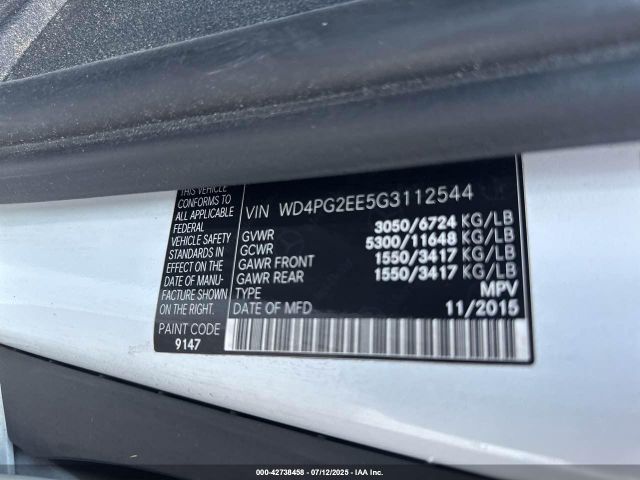 THIS VEHICLE
CONFORMS TO
ALL APPLICABLE
FEDERAL
VEHICLE SAFETY
STANDARDS IN
EFFECT ON THE
DATE OF MANU-
FACTURE SHOWN
ON THE RIGHT.
PAINT CODE
9147
VIN WD4PG2EE5G3112544
GVWR 3050/6724 KG/LB
GCWR 5300/11648 KG/LB
GAWR FRONT 1550/3417 KG/LB
GAWR REAR 1550/3417 KG/LB
TYPE MPV
DATE OF MFD 11/2015
000-42738458 - 07/12/2025 - IAA Inc.